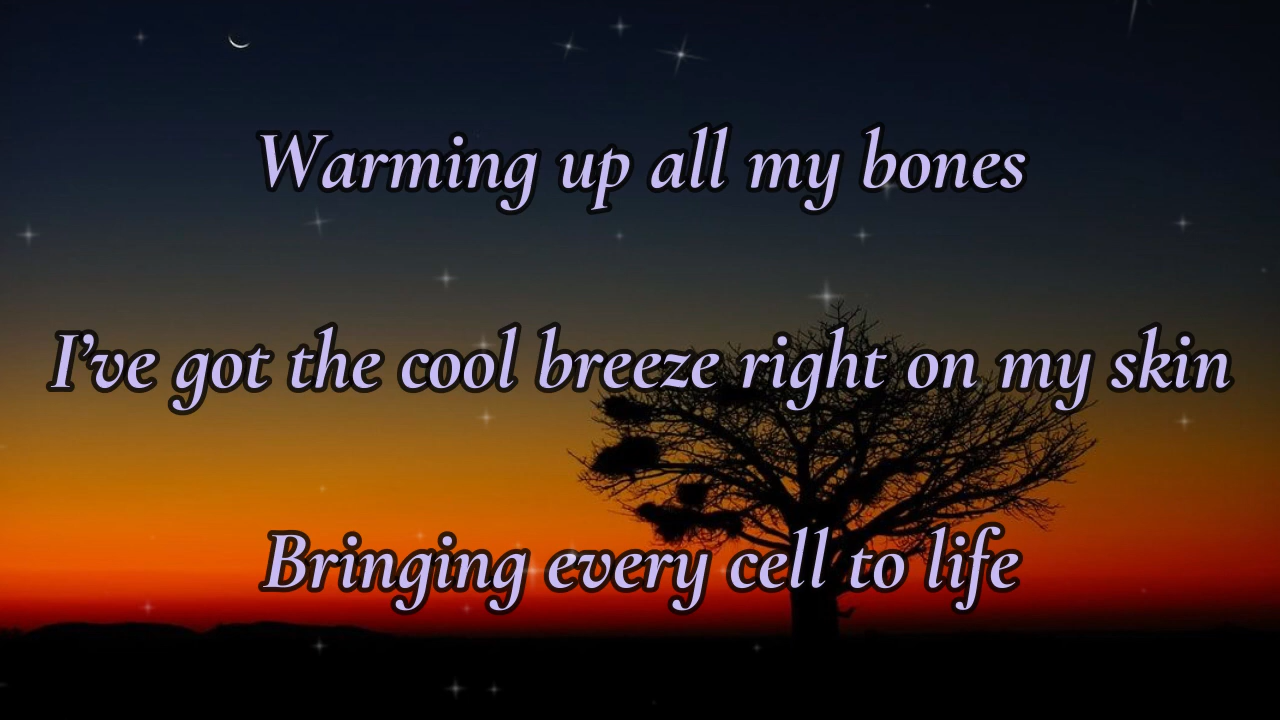 Warming up all my bones
I’ve got the cool breeze right on my skin
Bringing every cell to life